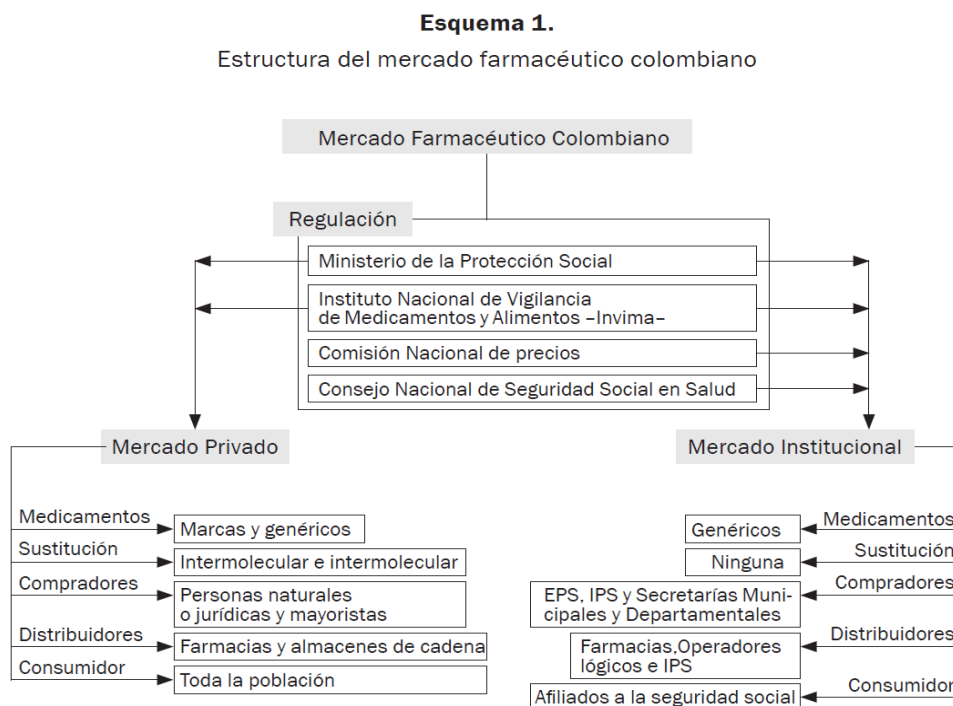 Esquema 1.
Estructura del mercado farmacéutico colombiano
Mercado Farmacéutico Colombiano
Regulación
Ministerio de la Protección Social
Instituto Nacional de Vigilancia
de Medicamentos y Alimentos –Invima–
Comisión Nacional de precios
Consejo Nacional de Seguridad Social en Salud
Mercado Privado
Medicamentos
Marcas y genéricos
Sustitución
Intermolecular e intermolecular
Compradores
Personas naturales
o jurídicas y mayoristas
Distribuidores
Farmacias y almacenes de cadena
Consumidor
Toda la población
Mercado Institucional
Medicamentos
Genéricos
Sustitución
Ninguna
Compradores
EPS, IPS y Secretarías Muni-
cipales y Departamentales
Distribuidores
Farmacias,Operadores
lógicos e IPS
Consumidor
Afiliados a la seguridad social